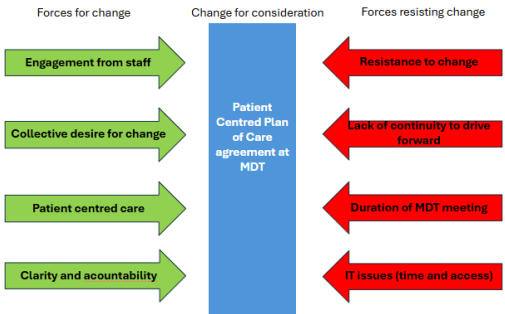 Forces for change
Change for consideration
Forces resisting change
Engagement from staff
Collective desire for change
Patient centred care
Clarity and acountability
Patient
Centred Plan
of Care
agreement at
MDT
Resistance to change
Lack of continuity to drive
forward
Duration of MDT meeting
IT issues (time and access)